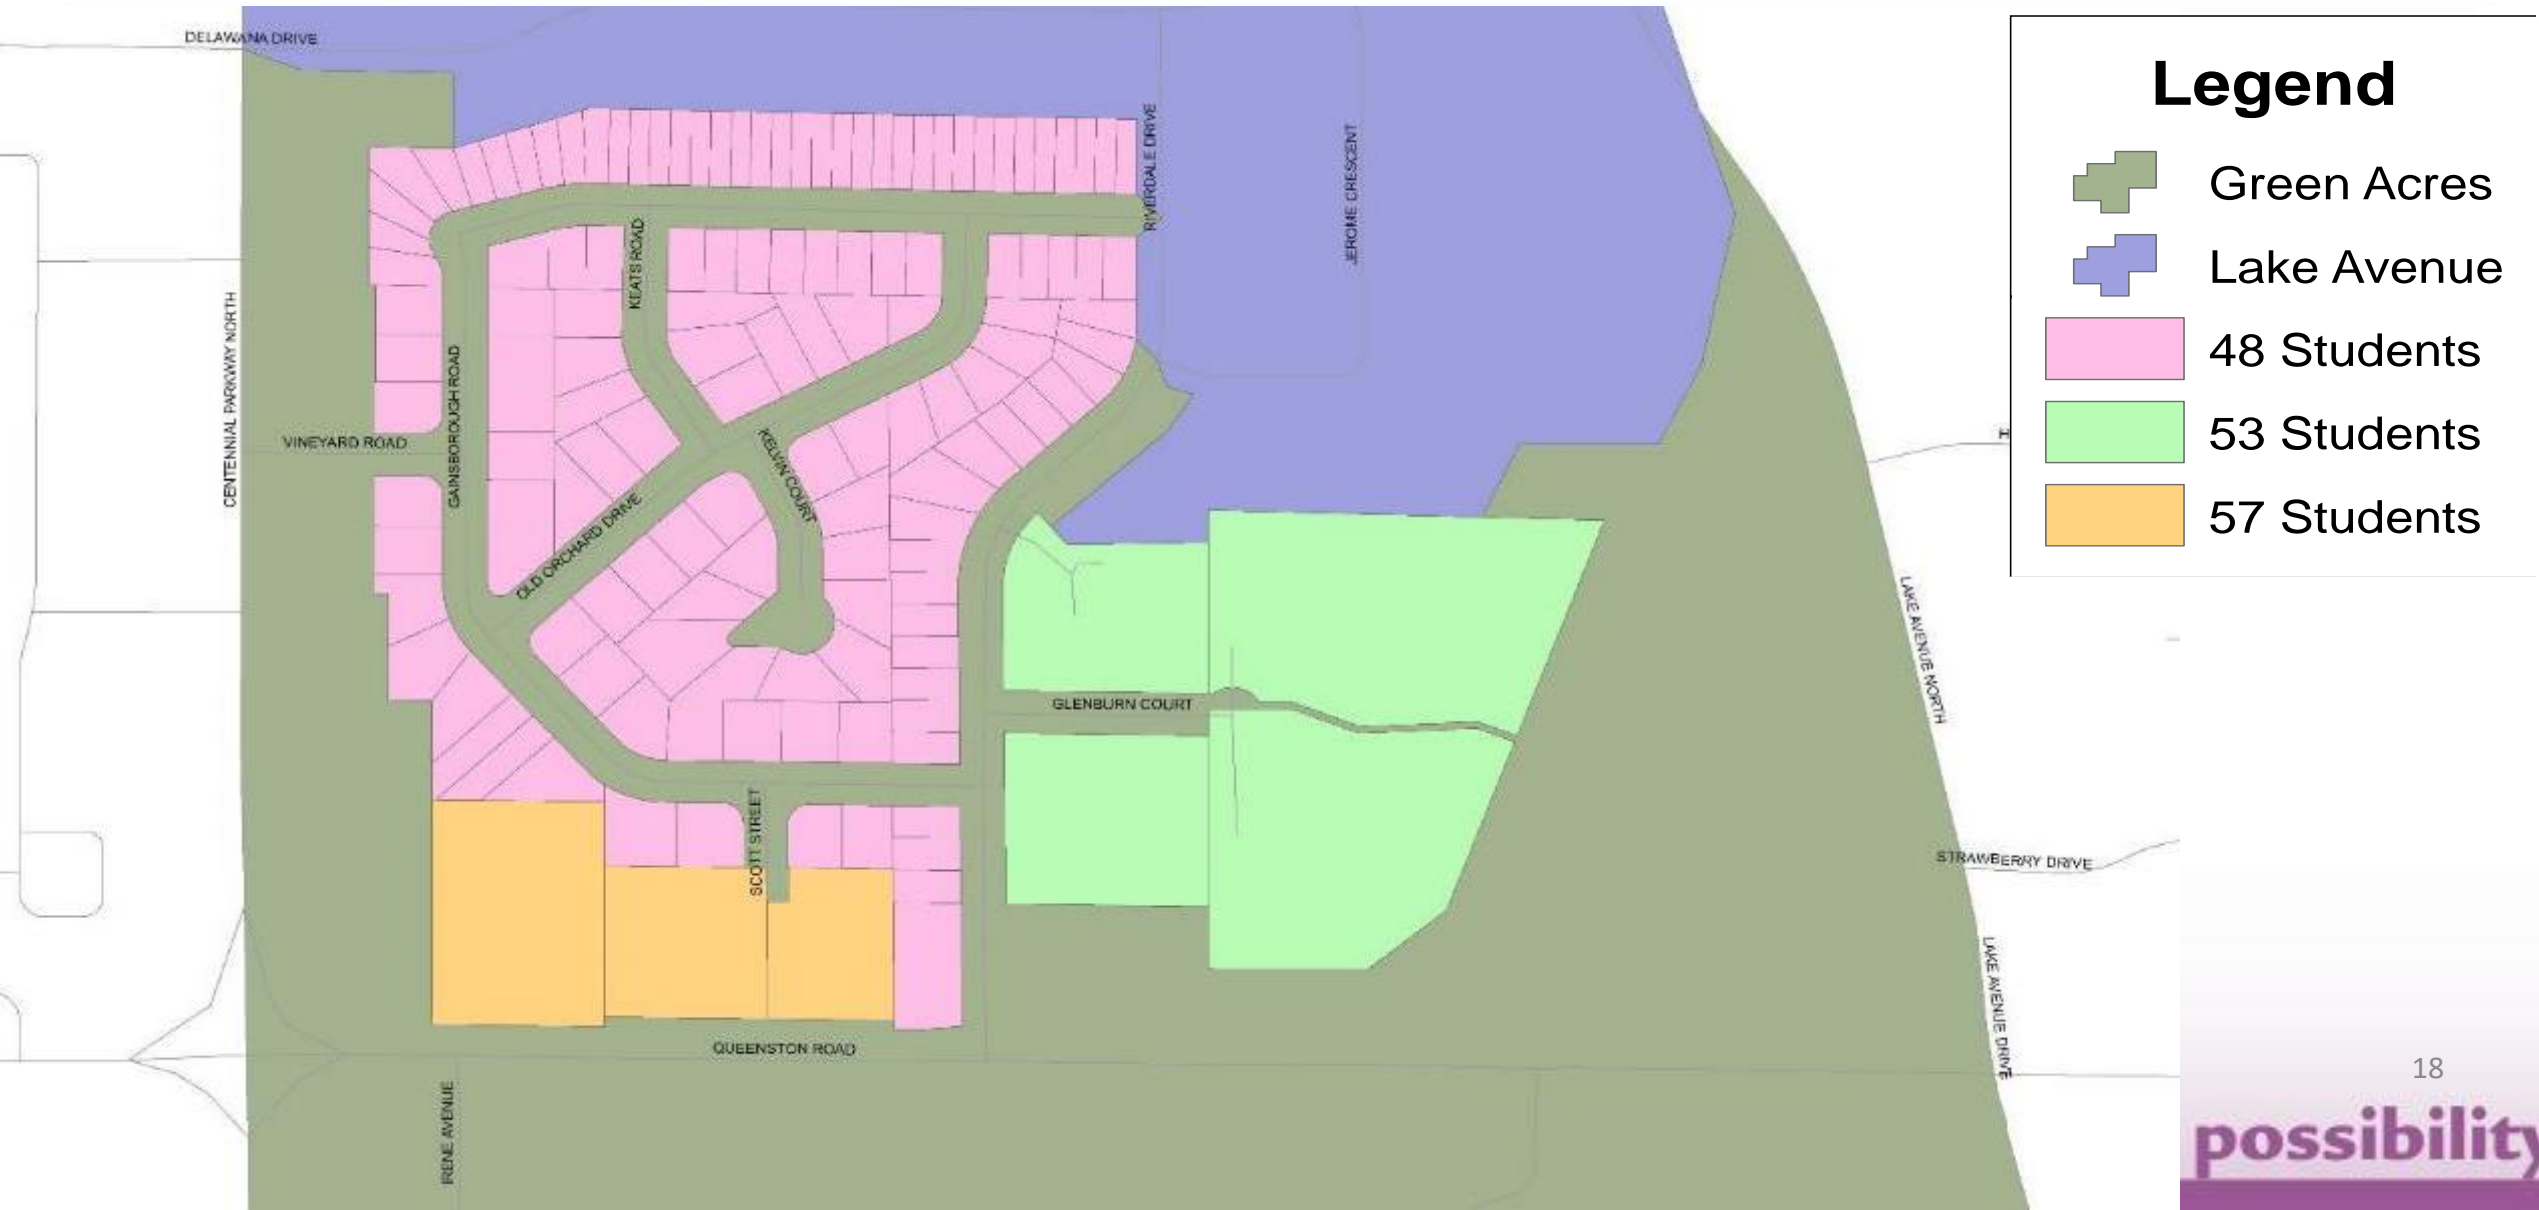 DELAWANA DRIVE
Legend
Green Acres
Lake Avenue
48 Students
53 Students
57 Students
RIVERDALE DRIVE
JEROME CRESCENT
KEATS ROAD
CENTENNIAL PARKWAY NORTH
GAINSBOROUGH ROAD
VINEYARD ROAD
KELVIN COURT
OLD ORCHARD DRIVE
GLENBURN COURT
LAKE AVENUE NORTH
SCOTT STREET
STRAWBERRY DRIVE
LAKE AVENUE DRIVE
QUEENSTON ROAD
IRENE AVENUE
18
possibility